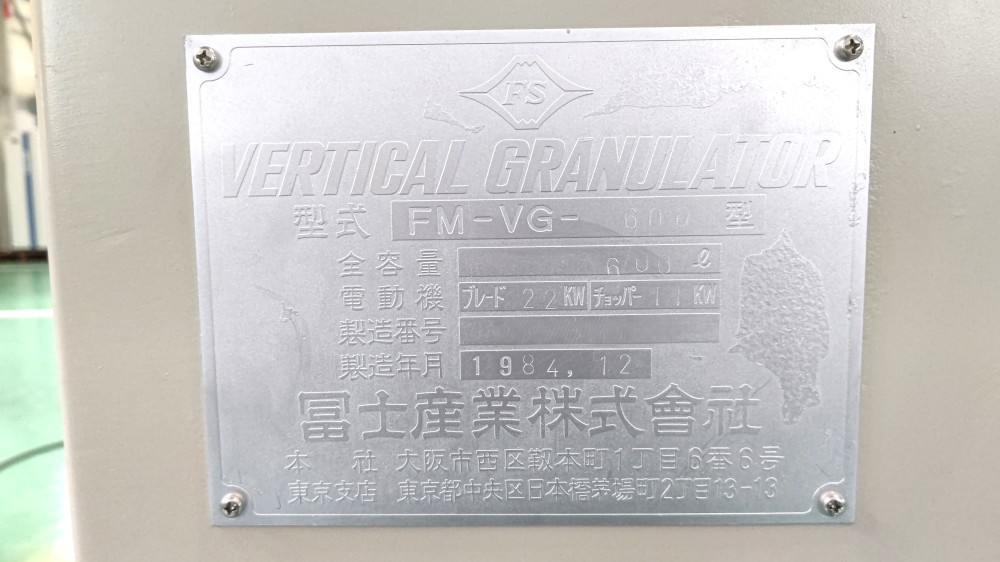 FS
VERTICAL GRANULATOR
型式 FM-VG- 600 型
全容量 600 ℓ
電動機 ブレード 22 KW チョッパー 11 KW
製造番号
製造年月 1984, 12
冨士産業株式會社
本社 大阪市西区靱本町1丁目6番6号
東京支店 東京都中央区日本橋茅場町2丁目13-13